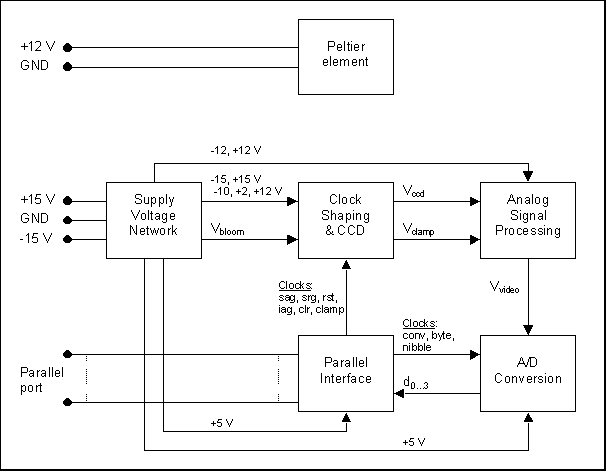 +12 V
GND
Peltier
element
-12, +12 V
-15, +15 V
-10, +2, +12 V
+15 V
GND
-15 V
Supply
Voltage
Network
Vbloom
Clock
Shaping
& CCD
Vccd
Vclamp
Analog
Signal
Processing
Clocks:
sag, srg, rst,
iag, clr, clamp
Vvideo
Clocks:
conv, byte,
nibble
Parallel
port
Parallel
Interface
d0...3
A/D
Conversion
+5 V
+5 V